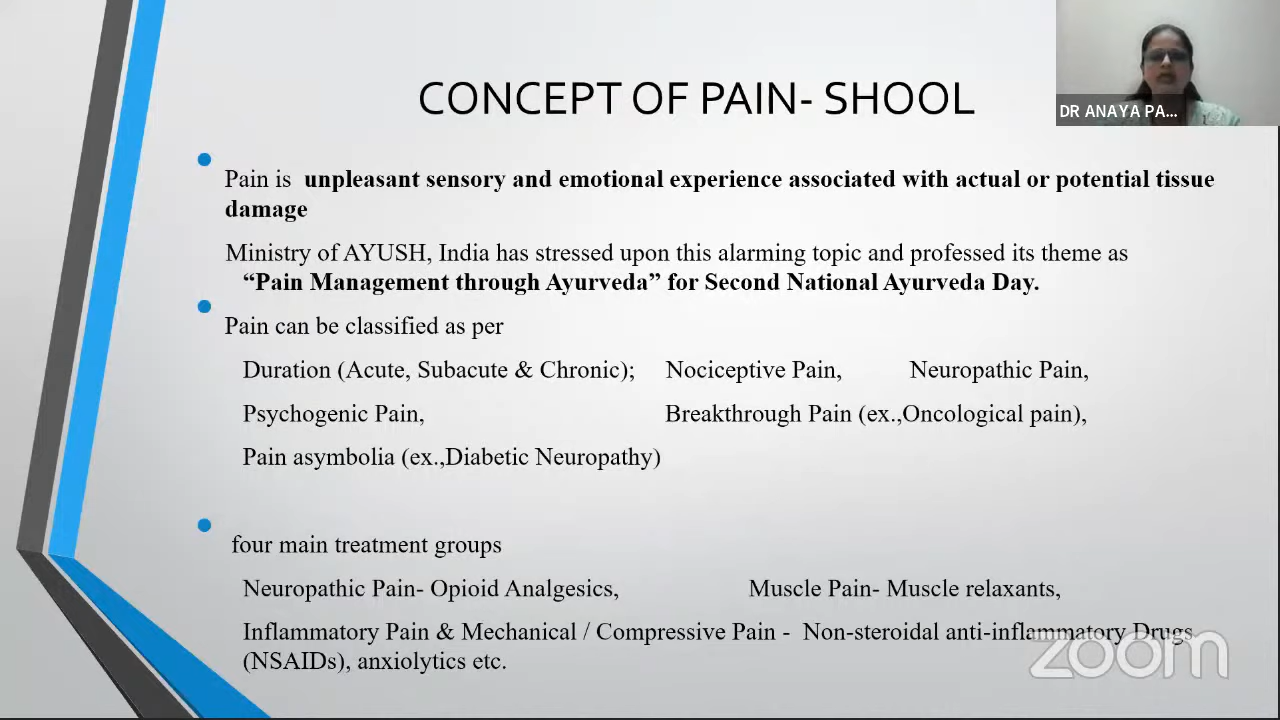 CONCEPT OF PAIN- SHOOL
DR ANAYA PA...
Pain is unpleasant sensory and emotional experience associated with actual or potential tissue
damage
Ministry of AYUSH, India has stressed upon this alarming topic and professed its theme as
“Pain Management through Ayurveda” for Second National Ayurveda Day.
Pain can be classified as per
Duration (Acute, Subacute & Chronic); Nociceptive Pain, Neuropathic Pain,
Psychogenic Pain, Breakthrough Pain (ex.,Oncological pain),
Pain asymbolia (ex.,Diabetic Neuropathy)
four main treatment groups
Neuropathic Pain- Opioid Analgesics, Muscle Pain- Muscle relaxants,
Inflammatory Pain & Mechanical / Compressive Pain - Non-steroidal anti-inflammatory Drugs
(NSAIDs), anxiolytics etc.
zoom